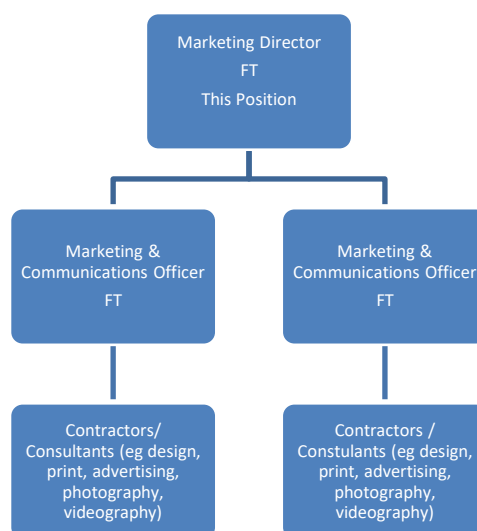 Marketing Director
FT
This Position
Marketing &
Communications Officer
FT
Marketing &
Communications Officer
FT
Contractors/
Consultants (eg design,
print, advertising,
photography,
videography)
Contractors /
Constulants (eg design,
print, advertising,
photography,
videography)